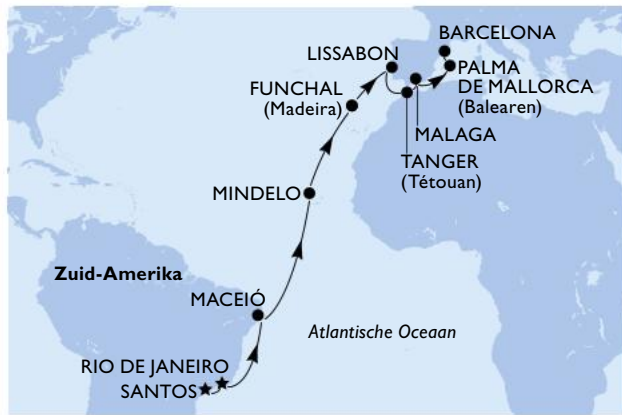 BARCELONA
LISSABON
PALMA
DE MALLORCA
(Balearen)
FUNCHAL
(Madeira)
MALAGA
TANGER
(Tétouan)
MINDELO
Zuid-Amerika
MACEIÓ
Atlantische Oceaan
RIO DE JANEIRO
SANTOS